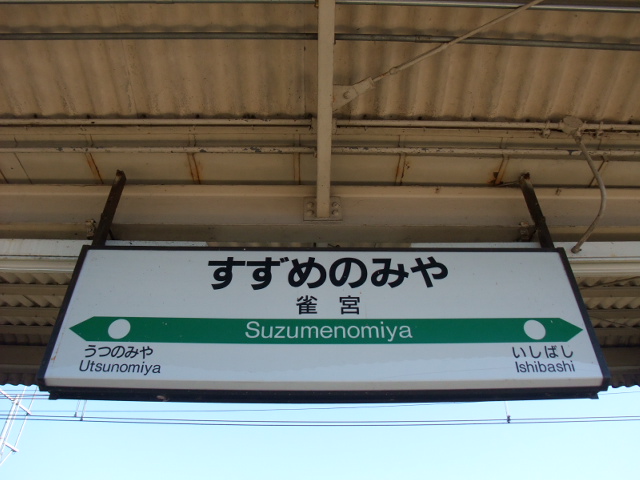 すずめのみや
雀宮
Suzumenomiya
うつのみや
Utsunomiya
いしばし
Ishibashi